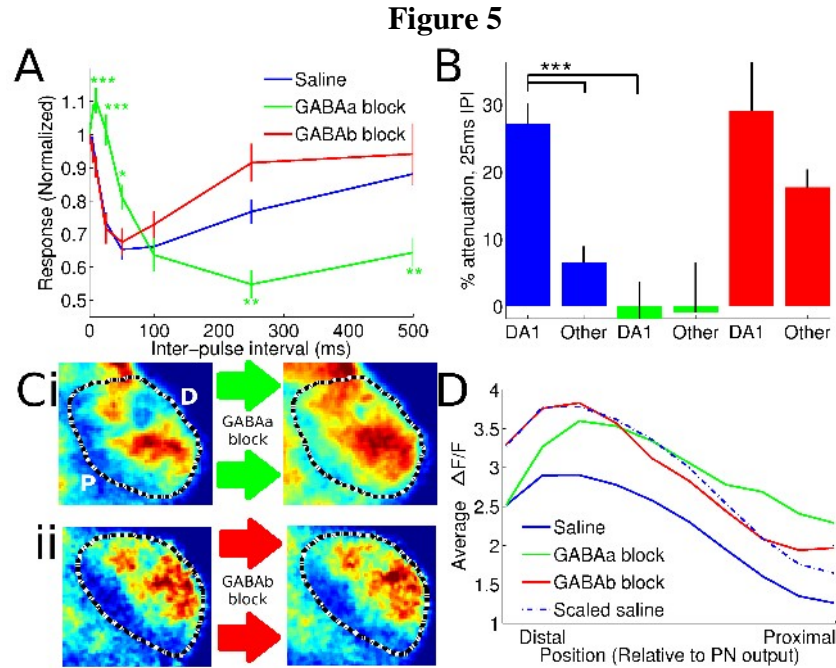 Figure 5
A
Response (Normalized)
1.1
1
0.9
0.8
0.7
0.6
0.5
***
***
*
**
**
Saline
GABAa block
GABAb block
0
100
200
300
400
500
Inter-pulse interval (ms)
B
% attenuation, 25ms IPI
30
20
10
0
***
DA1
Other
DA1
Other
DA1
Other
Ci
D
P
GABAa
block
ii
GABAb
block
D
Average ΔF/F
4
3.5
3
2.5
2
1.5
1
Saline
GABAa block
GABAb block
Scaled saline
Distal
Proximal
Position (Relative to PN output)